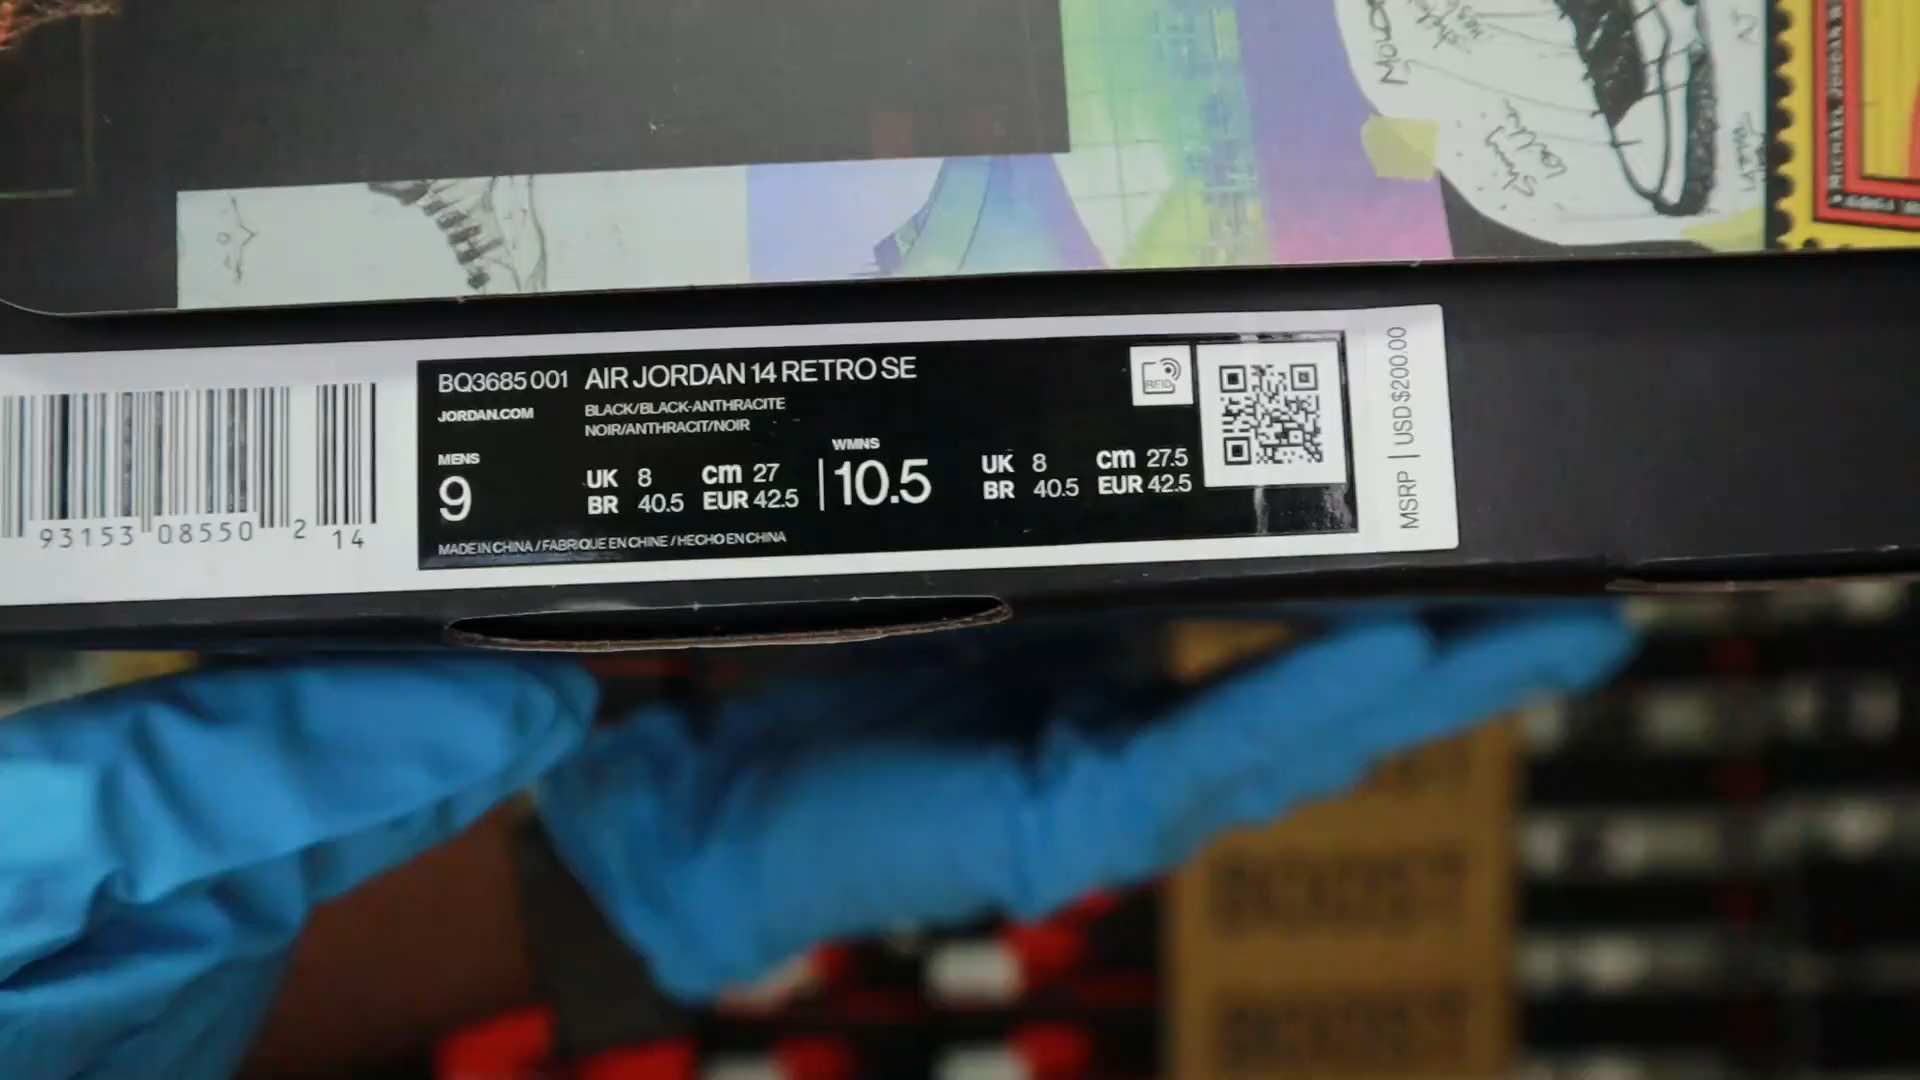 MICHAEL JORDAN
BQ3685 001 AIR JORDAN 14 RETRO SE
JORDAN.COM
BLACK/BLACK-ANTHRACITE
NOIR/ANTHRACIT/NOIR
RFID
MENS
9
UK 8 cm 27
BR 40.5 EUR 42.5
WMNS
10.5
UK 8 cm 27.5
BR 40.5 EUR 42.5
MADE IN CHINA / FABRIQUE EN CHINE / HECHO EN CHINA
93153 08550 2 14
MSRP | USD $200.00